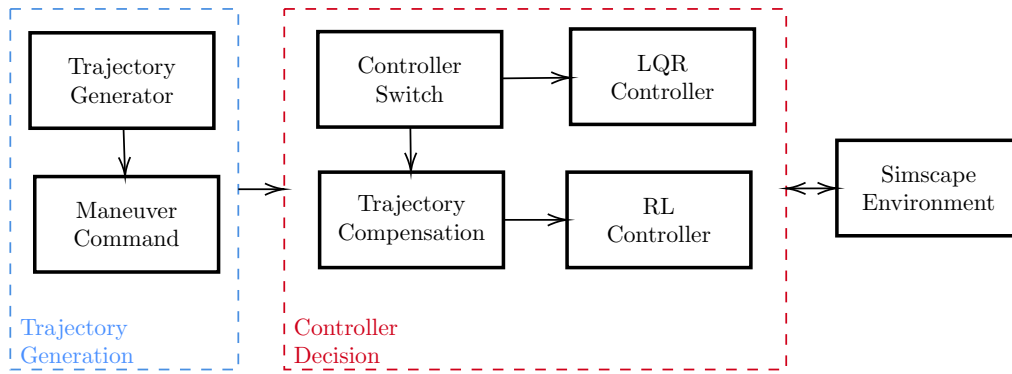 Trajectory
Generator
Maneuver
Command
Trajectory
Generation
Controller
Switch
LQR
Controller
Trajectory
Compensation
RL
Controller
Controller
Decision
Simscape
Environment